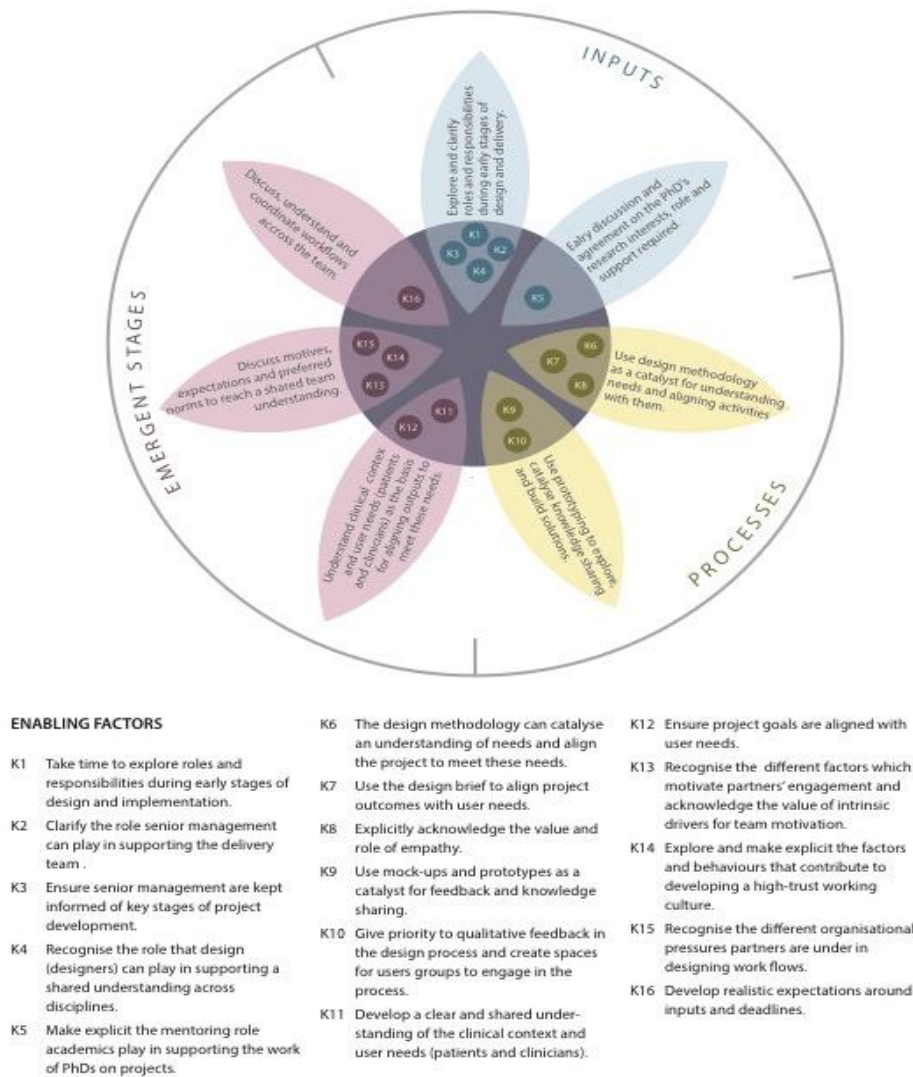 INPUTS
Explore and clarify
roles and responsibilities
during early stages of
design and delivery.
K1
K2
K3
K4
Ealry discussion and
agreement on the PhD's
research interests, role and
support required.
K5
Use design methodology
as a catalyst for understanding
needs and aligning activities
with them.
K6
K7
K8
PROCESSES
Use prototyping to explore,
catalyse knowledge sharing
and build solutions.
K9
K10
Understand clinical contex
and user needs (patients
and clinicians) as the basis
for aligning outputs to
meet these needs.
K11
K12
EMERGENT STAGES
Discuss motives,
expectations and preferred
norms to reach a shared team
understanding.
K15
K14
K13
Discuss, understand and
coordinate workflows
accross the team.
K16
ENABLING FACTORS
K1 Take time to explore roles and
responsibilities during early stages of
design and implementation.
K2 Clarify the role senior management
can play in supporting the delivery
team .
K3 Ensure senior management are kept
informed of key stages of project
development.
K4 Recognise the role that design
(designers) can play in supporting a
shared understanding across
disciplines.
K5 Make explicit the mentoring role
academics play in supporting the work
of PhDs on projects.
K6 The design methodology can catalyse
an understanding of needs and align
the project to meet these needs.
K7 Use the design brief to align project
outcomes with user needs.
K8 Explicitly acknowledge the value and
role of empathy.
K9 Use mock-ups and prototypes as a
catalyst for feedback and knowledge
sharing.
K10 Give priority to qualitative feedback in
the design process and create spaces
for users groups to engage in the
process.
K11 Develop a clear and shared under-
standing of the clinical context and
user needs (patients and clinicians).
K12 Ensure project goals are aligned with
user needs.
K13 Recognise the different factors which
motivate partners' engagement and
acknowledge the value of intrinsic
drivers for team motivation.
K14 Explore and make explicit the factors
and behaviours that contribute to
developing a high-trust working
culture.
K15 Recognise the different organisational
pressures partners are under in
designing work flows.
K16 Develop realistic expectations around
inputs and deadlines.